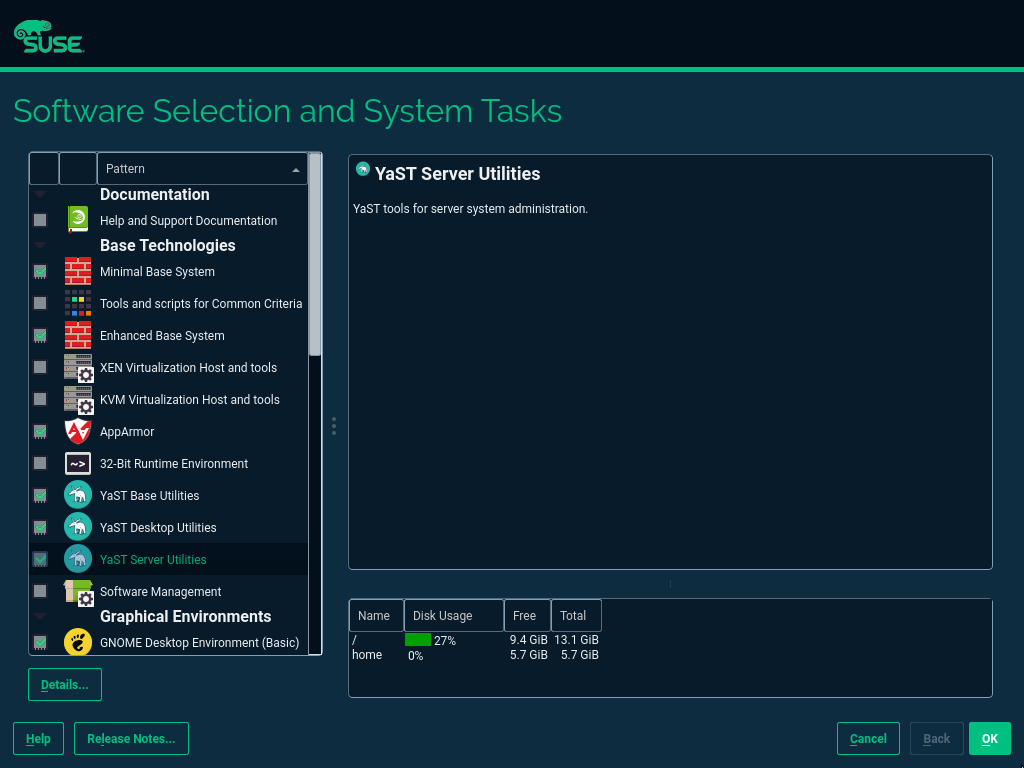 SUSE
Software Selection and System Tasks
Pattern
Documentation
Help and Support Documentation
Base Technologies
Minimal Base System
Tools and scripts for Common Criteria
Enhanced Base System
XEN Virtualization Host and tools
KVM Virtualization Host and tools
AppArmor
~> 32-Bit Runtime Environment
YaST Base Utilities
YaST Desktop Utilities
YaST Server Utilities
Software Management
Graphical Environments
GNOME Desktop Environment (Basic)
Details...
YaST Server Utilities
YaST tools for server system administration.
Name Disk Usage Free Total
/ 27% 9.4 GiB 13.1 GiB
home 0% 5.7 GiB 5.7 GiB
Help Release Notes... Cancel Back OK